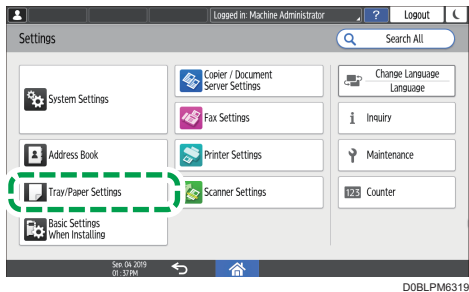 Logged in: Machine Administrator
?
Logout
Settings
Search All
System Settings
Copier / Document
Server Settings
Change Language
Language
Fax Settings
Inquiry
Address Book
Printer Settings
Maintenance
Tray/Paper Settings
Scanner Settings
123 Counter
Basic Settings
When Installing
Sep. 04 2019
01:37PM
D0BLPM6319